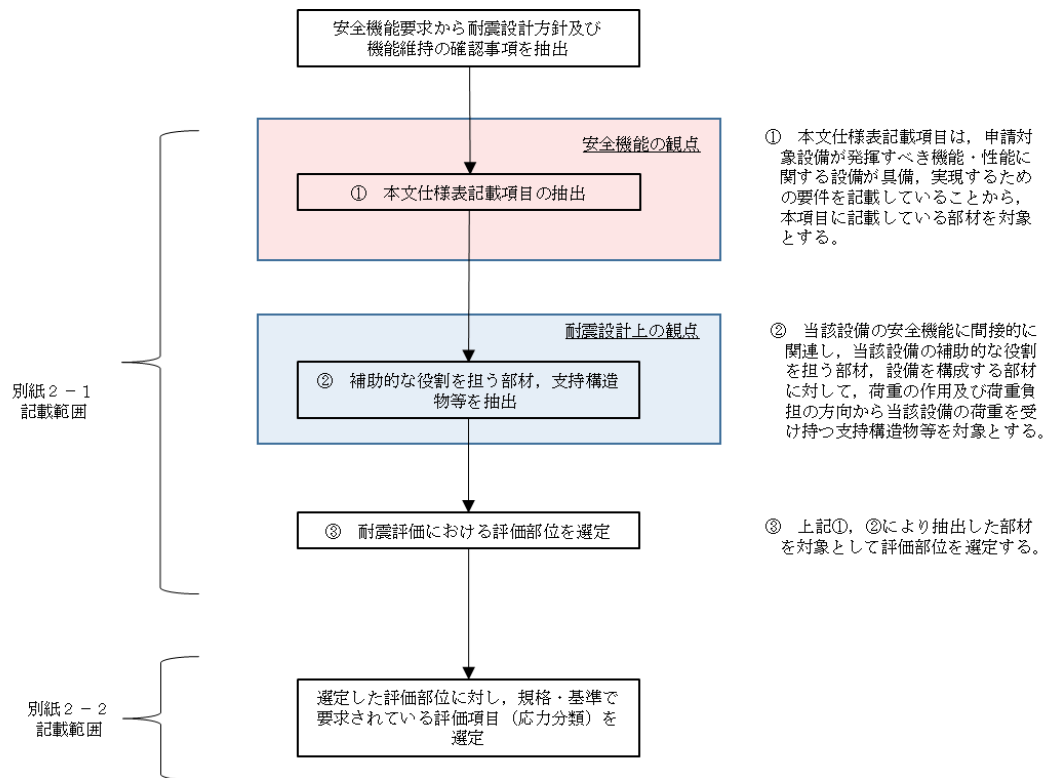 安全機能要求から耐震設計方針及び
機能維持の確認事項を抽出
安全機能の観点
① 本文仕様表記載項目の抽出
① 本文仕様表記載項目は，申請対
象設備が発揮すべき機能・性能に
関する設備が具備，実現するため
の要件を記載していることから，
本項目に記載している部材を対象
とする。
耐震設計上の観点
② 補助的な役割を担う部材，支持構造
物等を抽出
② 当該設備の安全機能に間接的に
関連し，当該設備の補助的な役割
を担う部材，設備を構成する部材
に対して，荷重の作用及び荷重負
担の方向から当該設備の荷重を受
け持つ支持構造物等を対象とする。
別紙２－１
記載範囲
③ 耐震評価における評価部位を選定
③ 上記①，②により抽出した部材
を対象として評価部位を選定する。
選定した評価部位に対し，規格・基準で
要求されている評価項目（応力分類）を
選定
別紙２－２
記載範囲